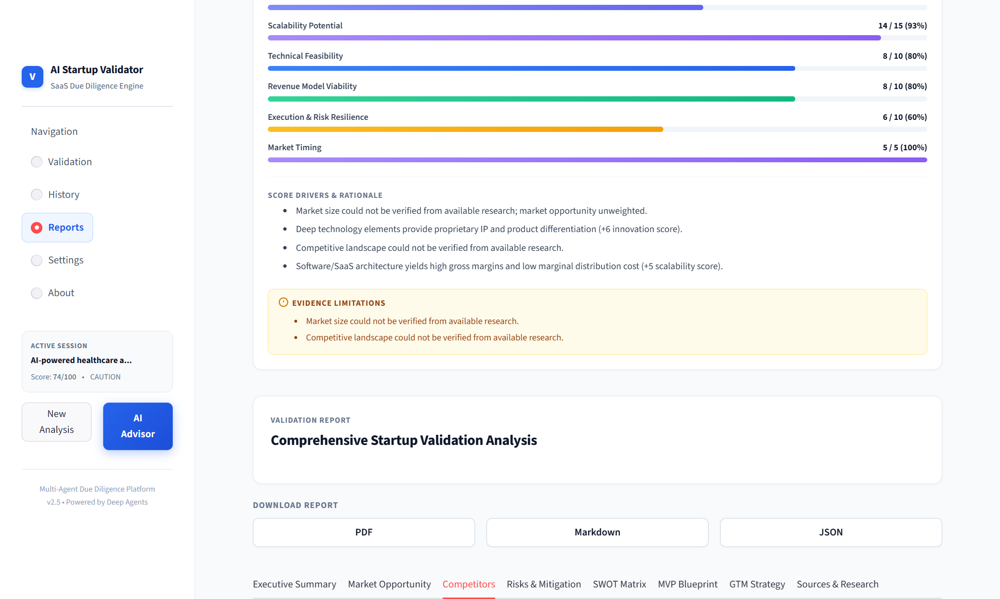 V
AI Startup Validator
SaaS Due Diligence Engine
Navigation
Validation
History
Reports
Settings
About
ACTIVE SESSION
AI-powered healthcare a...
Score: 74/100 • CAUTION
New
Analysis
AI
Advisor
Multi-Agent Due Diligence Platform
v2.5 • Powered by Deep Agents
Scalability Potential 14 / 15 (93%)
Technical Feasibility 8 / 10 (80%)
Revenue Model Viability 8 / 10 (80%)
Execution & Risk Resilience 6 / 10 (60%)
Market Timing 5 / 5 (100%)
SCORE DRIVERS & RATIONALE
• Market size could not be verified from available research; market opportunity unweighted.
• Deep technology elements provide proprietary IP and product differentiation (+6 innovation score).
• Competitive landscape could not be verified from available research.
• Software/SaaS architecture yields high gross margins and low marginal distribution cost (+5 scalability score).
EVIDENCE LIMITATIONS
• Market size could not be verified from available research.
• Competitive landscape could not be verified from available research.
VALIDATION REPORT
Comprehensive Startup Validation Analysis
DOWNLOAD REPORT
PDF Markdown JSON
Executive Summary Market Opportunity Competitors Risks & Mitigation SWOT Matrix MVP Blueprint GTM Strategy Sources & Research